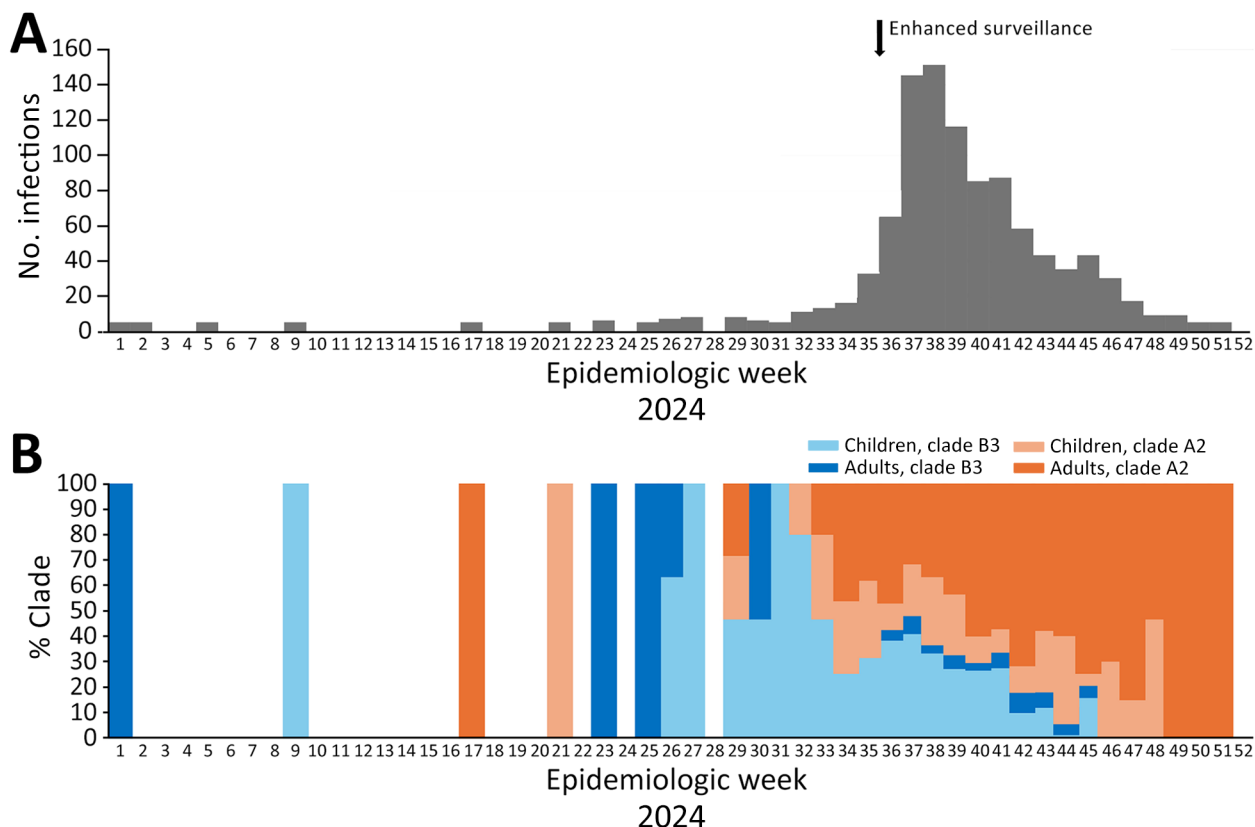 A
Enhanced surveillance
160
140
120
100
80
60
40
20
0
No. infections
1 2 3 4 5 6 7 8 9 10 11 12 13 14 15 16 17 18 19 20 21 22 23 24 25 26 27 28 29 30 31 32 33 34 35 36 37 38 39 40 41 42 43 44 45 46 47 48 49 50 51 52
Epidemiologic week
2024
B
Children, clade B3 Children, clade A2
Adults, clade B3 Adults, clade A2
100
90
80
70
60
50
40
30
20
10
0
% Clade
1 2 3 4 5 6 7 8 9 10 11 12 13 14 15 16 17 18 19 20 21 22 23 24 25 26 27 28 29 30 31 32 33 34 35 36 37 38 39 40 41 42 43 44 45 46 47 48 49 50 51 52
Epidemiologic week
2024